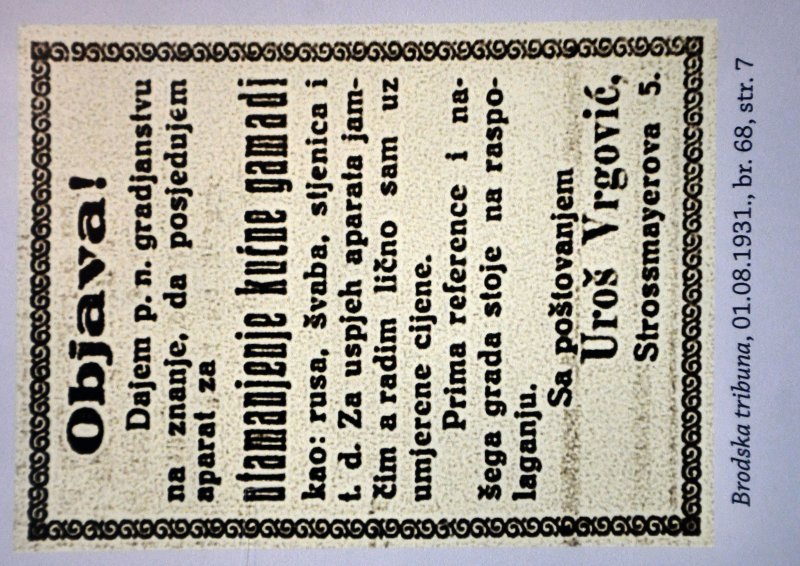 Objava!
Dajem p. n. gradjanstvu
na znanje, da posjedujem
aparat za
plamanjenje kućne gamadi
kao: rusa, švaba, stjenica i
t. d. Za uspjeh aparata jam-
čim a radim lično sam uz
umjerene cijene.
Prima reference i na-
šega grada stoje na raspo-
laganju.
Sa poštovanjem
Uroš Vrgović,
Strossmayerova 5.
Brodska tribuna, 01.08.1931., br. 68, str. 7